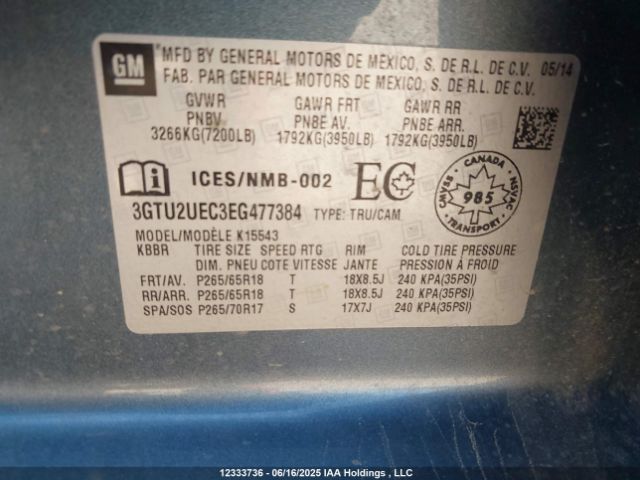 GM
MFD BY GENERAL MOTORS DE MEXICO, S. DE R.L. DE C.V. 05/14
FAB. PAR GENERAL MOTORS DE MEXICO, S. DE R.L. DE C.V.
GVWR GAWR FRT GAWR RR
PNBV PNBE AV. PNBE ARR.
3266KG(7200LB) 1792KG(3950LB) 1792KG(3950LB)
ICES/NMB-002 EC
CANADA
CMVSS NSVAC
985
TRANSPORT
3GTU2UEC3EG477384 TYPE: TRU/CAM
MODEL/MODÈLE K15543
KBBR TIRE SIZE SPEED RTG RIM COLD TIRE PRESSURE
DIM. PNEU COTE VITESSE JANTE PRESSION À FROID
FRT/AV. P265/65R18 T 18X8.5J 240 KPA(35PSI)
RR/ARR. P265/65R18 T 18X8.5J 240 KPA(35PSI)
SPA/SOS P265/70R17 S 17X7J 240 KPA(35PSI)
12333736 - 06/16/2025 IAA Holdings , LLC